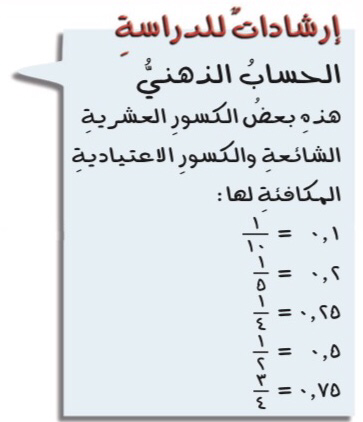 إرشاداتٌ للدراسةِ
الحسابُ الذهنيُّ
هذهِ بعضُ الكسورِ العشريةِ
الشائعةِ والكسورِ الاعتياديةِ
المكافئةِ لها:
٠,١ = ١/١٠
٠,٢ = ١/٥
٠,٢٥ = ١/٤
٠,٥ = ١/٢
٠,٧٥ = ٣/٤